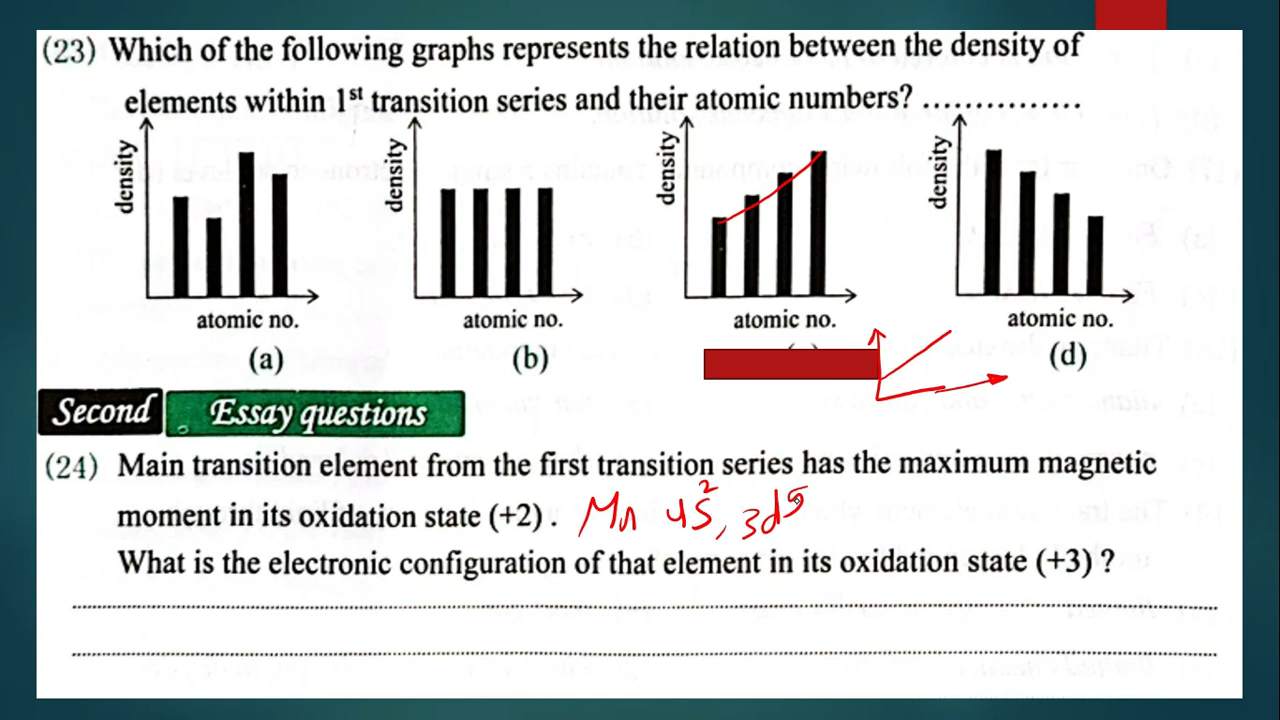 (23) Which of the following graphs represents the relation between the density of
elements within 1st transition series and their atomic numbers? ...............
density
density
density
density
atomic no.
atomic no.
atomic no.
atomic no.
(a)
(b)
(d)
Second Essay questions
(24) Main transition element from the first transition series has the maximum magnetic
moment in its oxidation state (+2) . Mn 4S2, 3d5
What is the electronic configuration of that element in its oxidation state (+3) ?